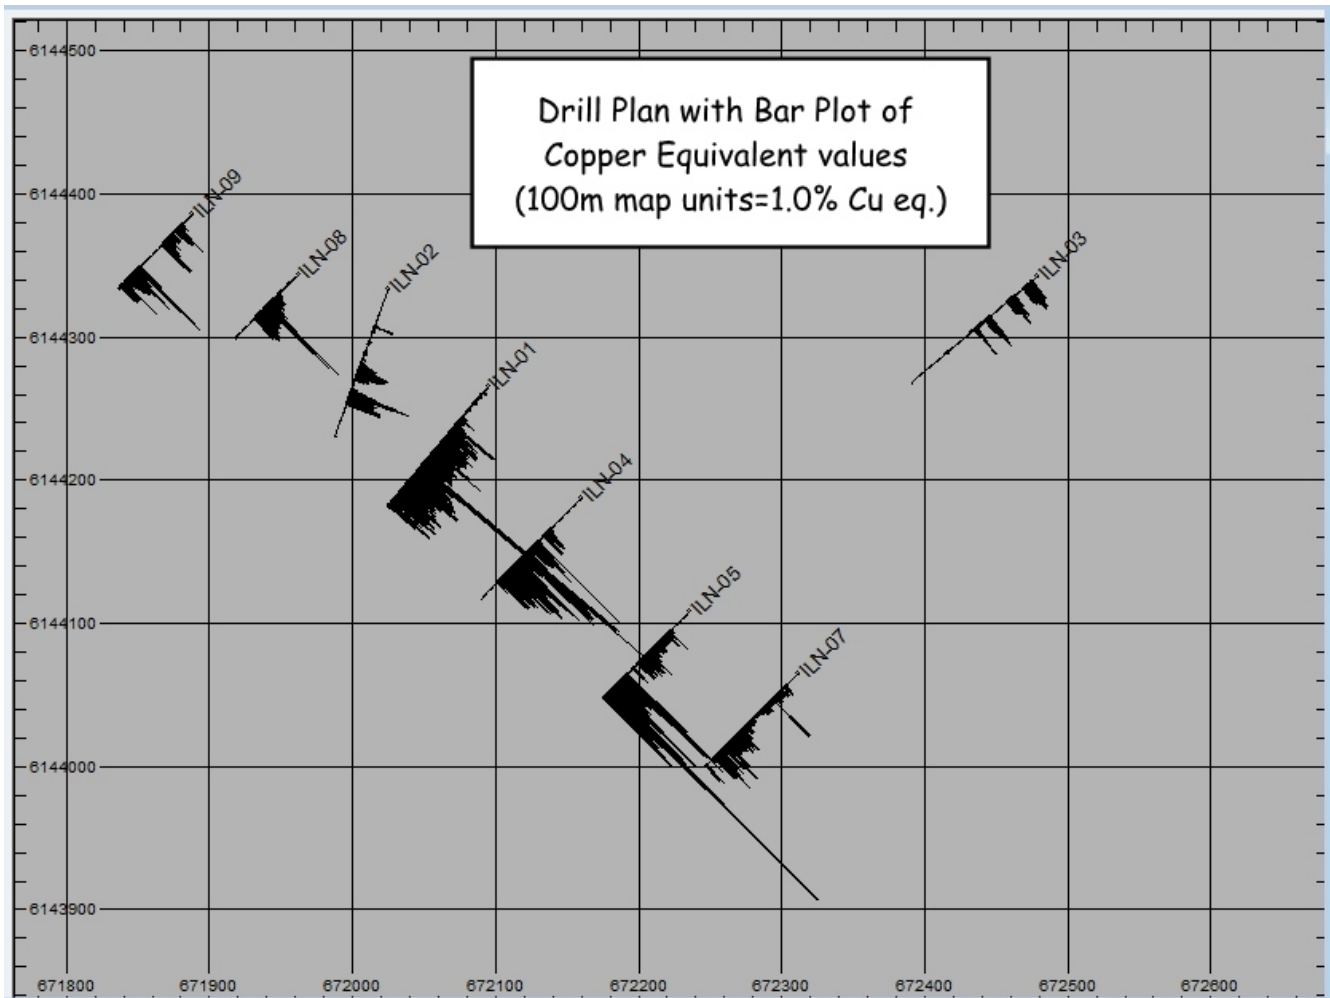 Drill Plan with Bar Plot of
Copper Equivalent values
(100m map units=1.0% Cu eq.)
6144500
6144400
6144300
6144200
6144100
6144000
6143900
ILN-09
ILN-08
ILN-02
ILN-03
ILN-01
ILN-04
ILN-05
ILN-07
671800 671900 672000 672100 672200 672300 672400 672500 672600